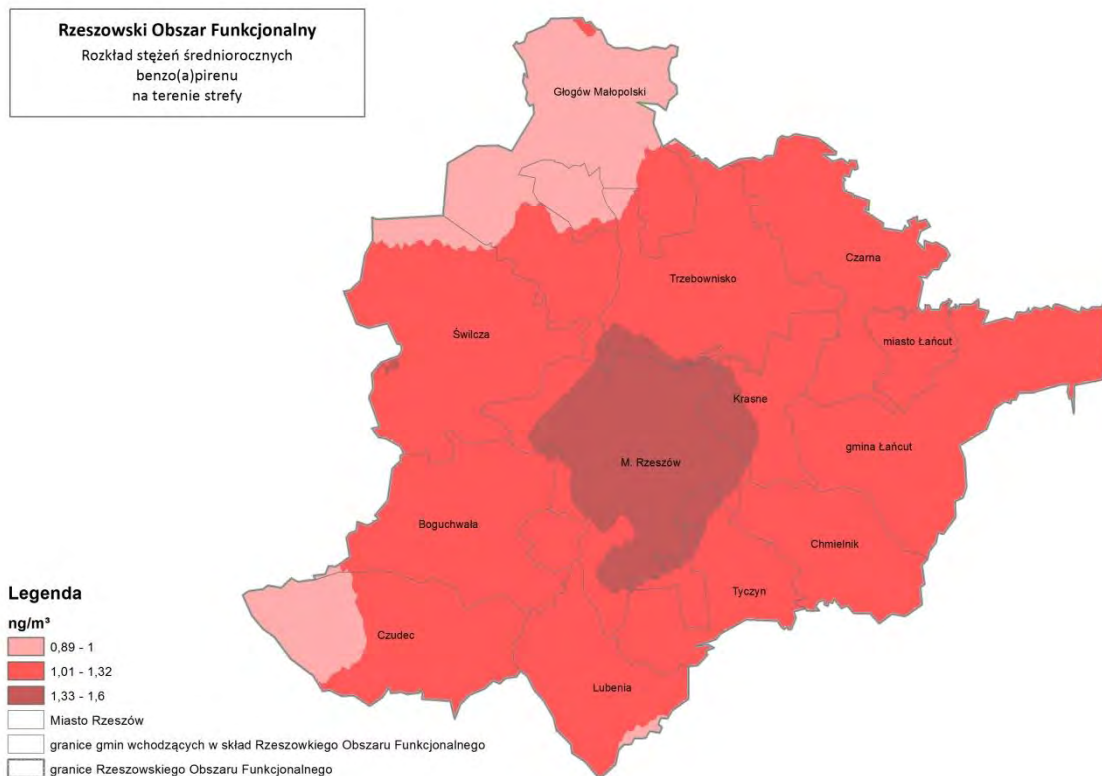 Rzeszowski Obszar Funkcjonalny
Rozkład stężeń średniorocznych
benzo(a)pirenu
na terenie strefy
Głogów Małopolski
Czarna
Trzebownisko
Świlcza
miasto Łańcut
Krasne
gmina Łańcut
M. Rzeszów
Boguchwała
Chmielnik
Tyczyn
Czudec
Lubenia
Legenda
ng/m³
0,89 - 1
1,01 - 1,32
1,33 - 1,6
Miasto Rzeszów
granice gmin wchodzących w skład Rzeszowkiego Obszaru Funkcjonalnego
granice Rzeszowskiego Obszaru Funkcjonalnego